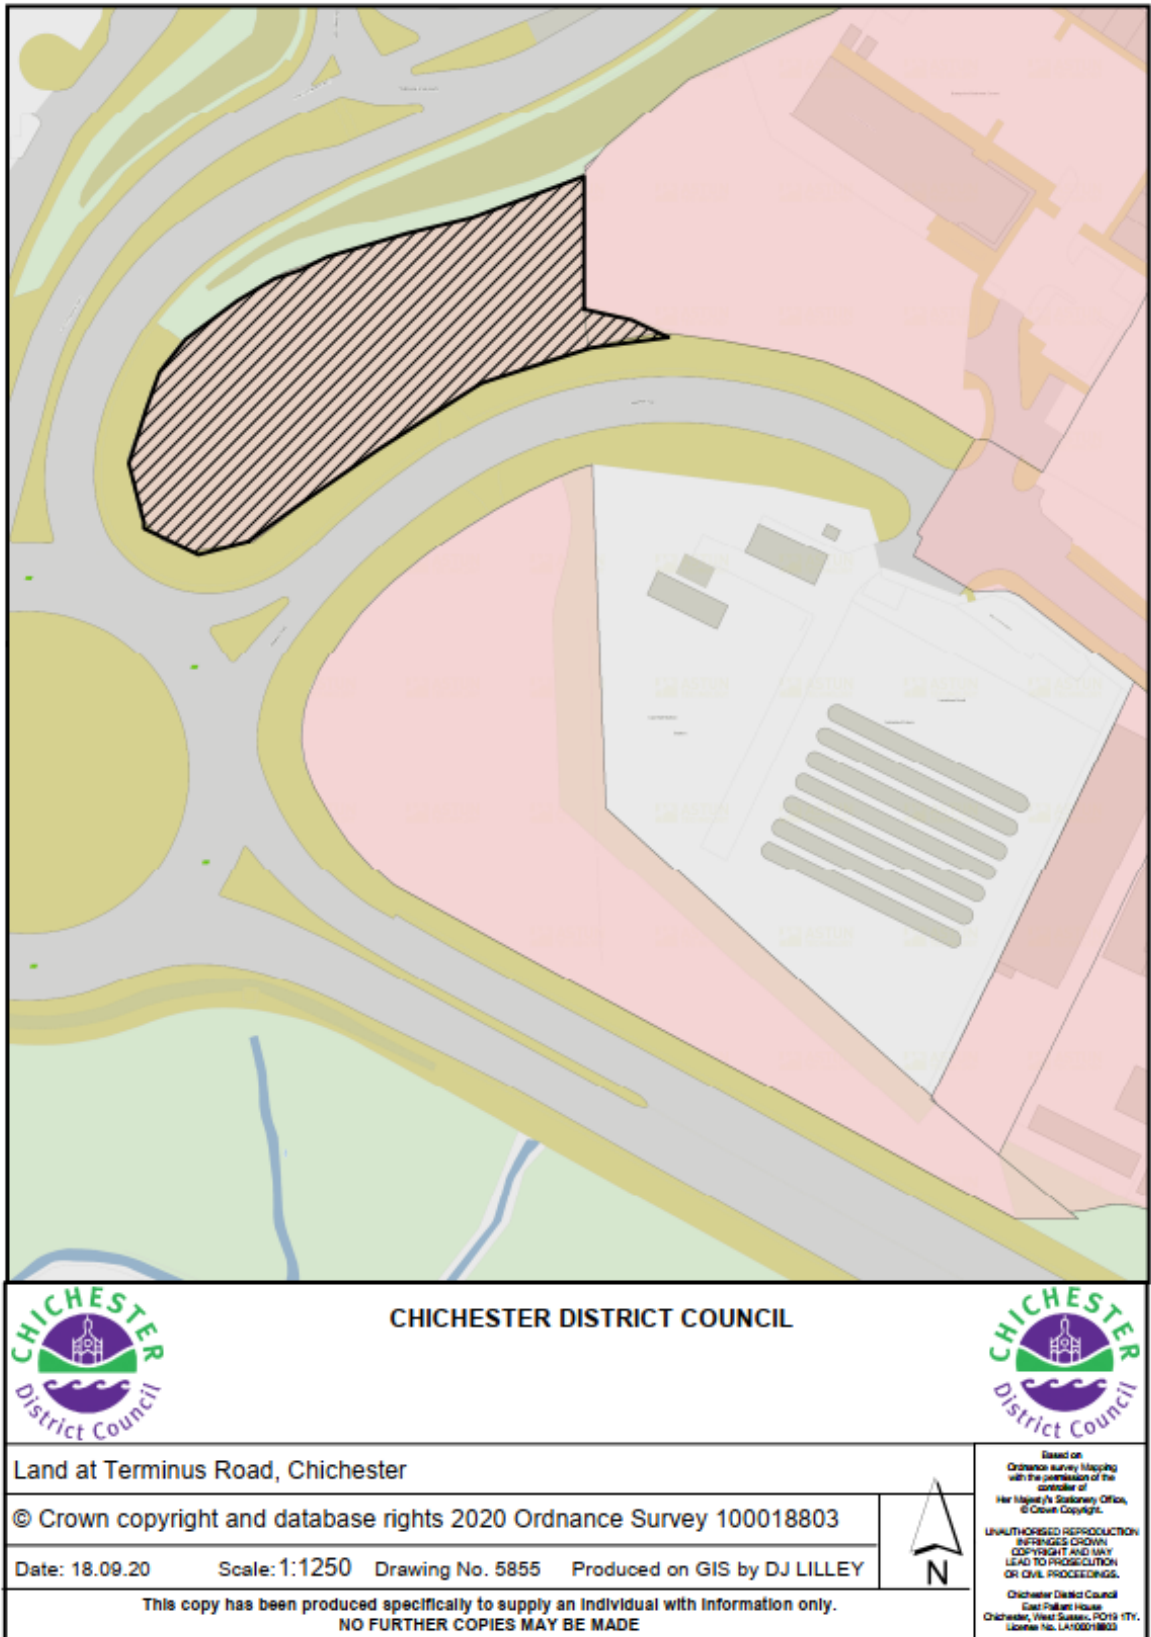 CHICHESTER
District Council
CHICHESTER DISTRICT COUNCIL
CHICHESTER
District Council
Land at Terminus Road, Chichester
© Crown copyright and database rights 2020 Ordnance Survey 100018803
Date: 18.09.20 Scale: 1:1250 Drawing No. 5855 Produced on GIS by DJ LILLEY
This copy has been produced specifically to supply an individual with information only.
NO FURTHER COPIES MAY BE MADE
N
Based on
Ordnance survey Mapping
with the permission of the
controller of
Her Majesty's Stationery Office,
© Crown Copyright.
UNAUTHORISED REPRODUCTION
INFRINGES CROWN
COPYRIGHT AND MAY
LEAD TO PROSECUTION
OR CIVIL PROCEEDINGS.
Chichester District Council
East Pallant House
Chichester, West Sussex. PO19 1TY.
License No. LA100018803